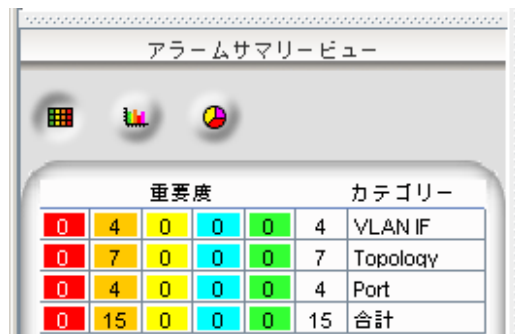 アラームサマリービュー
重要度 カテゴリー
0 4 0 0 0 4 VLAN IF
0 7 0 0 0 7 Topology
0 4 0 0 0 4 Port
0 15 0 0 0 15 合計